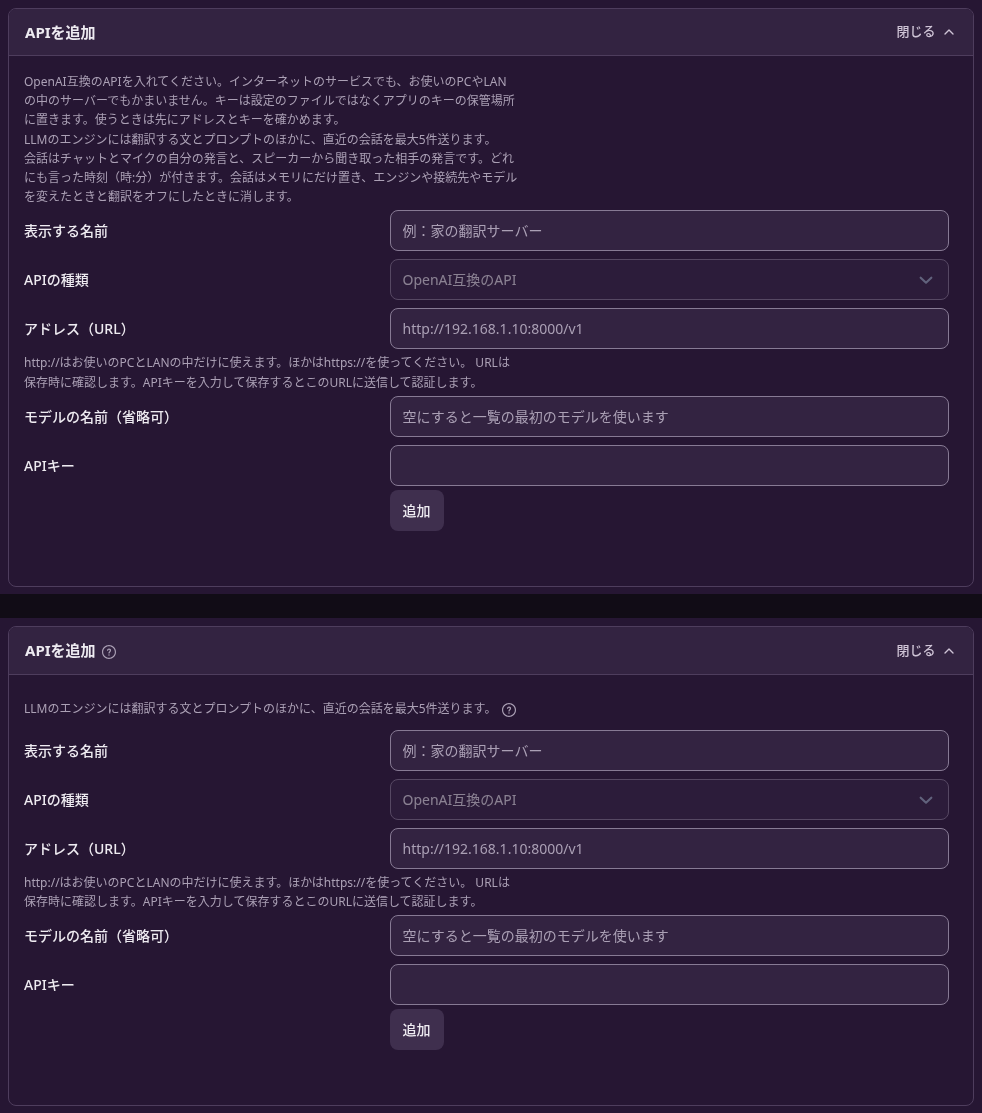 APIを追加
閉じる
OpenAI互換のAPIを入れてください。インターネットのサービスでも、お使いのPCやLAN
の中のサーバーでもかまいません。キーは設定のファイルではなくアプリのキーの保管場所
に置きます。使うときは先にアドレスとキーを確かめます。
LLMのエンジンには翻訳する文とプロンプトのほかに、直近の会話を最大5件送ります。
会話はチャットとマイクの自分の発言と、スピーカーから聞き取った相手の発言です。どれ
にも言った時刻（時:分）が付きます。会話はメモリにだけ置き、エンジンや接続先やモデル
を変えたときと翻訳をオフにしたときに消します。
表示する名前
例：家の翻訳サーバー
APIの種類
OpenAI互換のAPI
アドレス（URL）
http://192.168.1.10:8000/v1
http://はお使いのPCとLANの中だけに使えます。ほかはhttps://を使ってください。 URLは
保存時に確認します。APIキーを入力して保存するとこのURLに送信して認証します。
モデルの名前（省略可）
空にすると一覧の最初のモデルを使います
APIキー
追加
APIを追加 ?
閉じる
LLMのエンジンには翻訳する文とプロンプトのほかに、直近の会話を最大5件送ります。 ?
表示する名前
例：家の翻訳サーバー
APIの種類
OpenAI互換のAPI
アドレス（URL）
http://192.168.1.10:8000/v1
http://はお使いのPCとLANの中だけに使えます。ほかはhttps://を使ってください。 URLは
保存時に確認します。APIキーを入力して保存するとこのURLに送信して認証します。
モデルの名前（省略可）
空にすると一覧の最初のモデルを使います
APIキー
追加